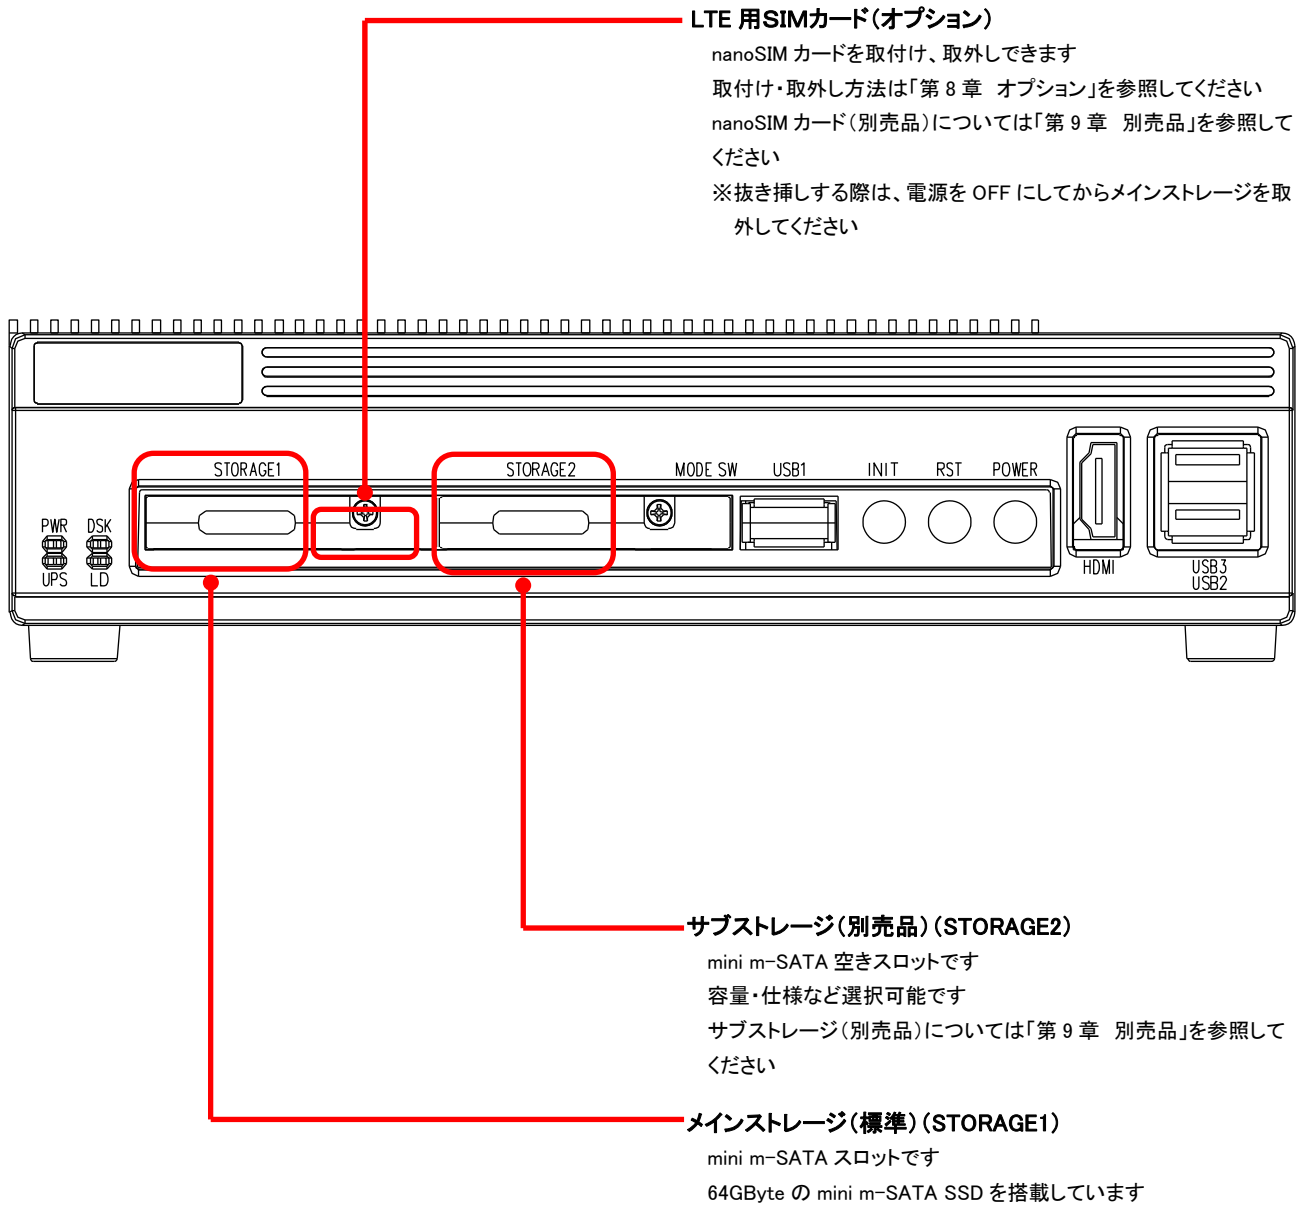 LTE 用SIMカード（オプション）
nanoSIM カードを取付け、取外しできます
取付け・取外し方法は「第 8 章　オプション」を参照してください
nanoSIM カード（別売品）については「第 9 章　別売品」を参照して
ください
※抜き挿しする際は、電源を OFF にしてからメインストレージを取
外してください
STORAGE1
STORAGE2
MODE SW
USB1
INIT
RST
POWER
PWR
DSK
UPS
LD
HDMI
USB3
USB2
サブストレージ（別売品）（STORAGE2）
mini m-SATA 空きスロットです
容量・仕様など選択可能です
サブストレージ（別売品）については「第 9 章　別売品」を参照して
ください
メインストレージ（標準）（STORAGE1）
mini m-SATA スロットです
64GByte の mini m-SATA SSD を搭載しています